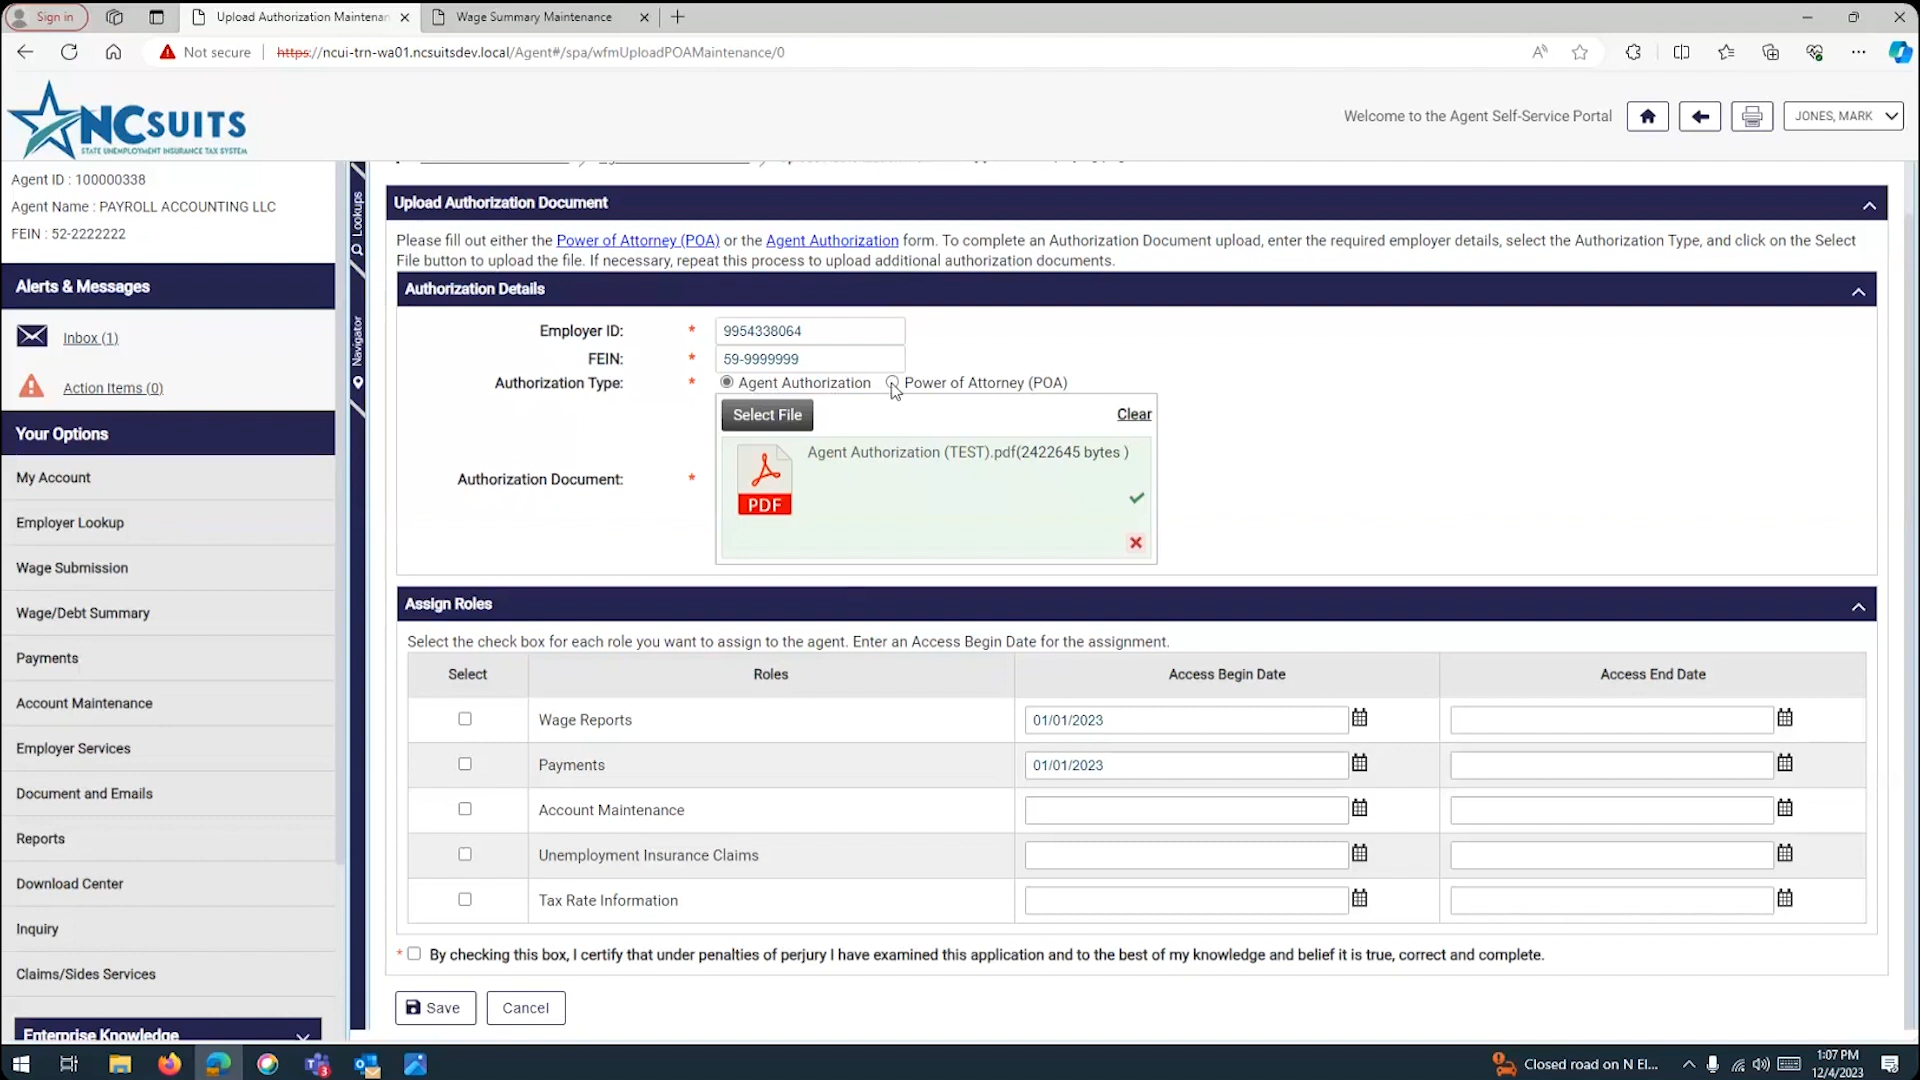 Sign in
Upload Authorization Maintenan
Wage Summary Maintenance
Not secure
https://ncui-trn-wa01.ncsuitsdev.local/Agent#/spa/wfmUploadPOAMaintenance/0
NCSUITS
STATE UNEMPLOYMENT INSURANCE TAX SYSTEM
Welcome to the Agent Self-Service Portal
JONES, MARK
Agent ID : 100000338
Agent Name : PAYROLL ACCOUNTING LLC
FEIN : 52-2222222
Alerts & Messages
Inbox (1)
Action Items (0)
Your Options
My Account
Employer Lookup
Wage Submission
Wage/Debt Summary
Payments
Account Maintenance
Employer Services
Document and Emails
Reports
Download Center
Inquiry
Claims/Sides Services
Enterprise Knowledge
Lookups
Navigator
Upload Authorization Document
Please fill out either the Power of Attorney (POA) or the Agent Authorization form. To complete an Authorization Document upload, enter the required employer details, select the Authorization Type, and click on the Select
File button to upload the file. If necessary, repeat this process to upload additional authorization documents.
Authorization Details
Employer ID: * 9954338064
FEIN: * 59-9999999
Authorization Type: * Agent Authorization Power of Attorney (POA)
Select File Clear
Agent Authorization (TEST).pdf(2422645 bytes )
Authorization Document: *
PDF
Assign Roles
Select the check box for each role you want to assign to the agent. Enter an Access Begin Date for the assignment.
Select Roles Access Begin Date Access End Date
Wage Reports 01/01/2023
Payments 01/01/2023
Account Maintenance
Unemployment Insurance Claims
Tax Rate Information
* By checking this box, I certify that under penalties of perjury I have examined this application and to the best of my knowledge and belief it is true, correct and complete.
Save Cancel
Closed road on N El...
1:07 PM
12/4/2023